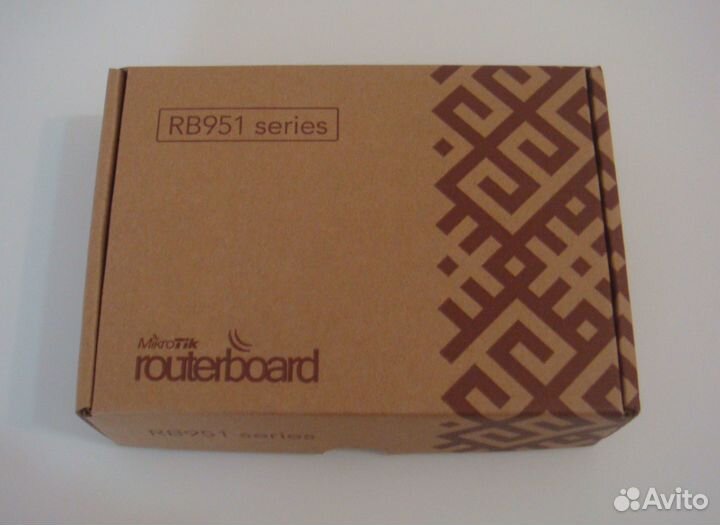 RB951 series
MikroTik
routerboard
RB951 series
Avito